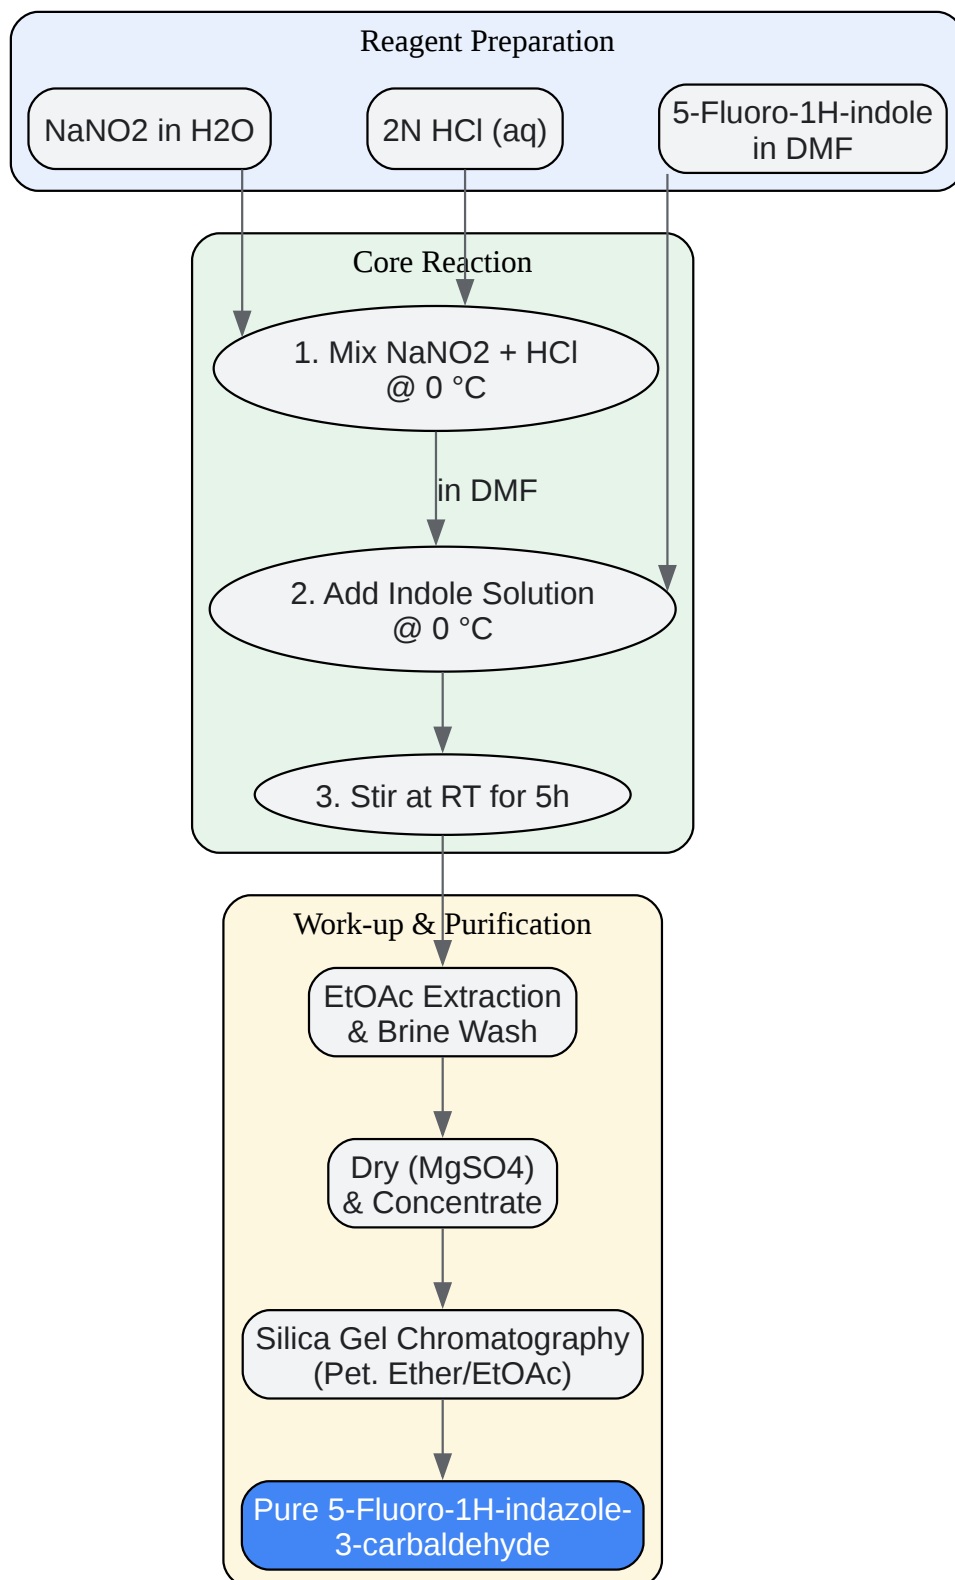 Reagent Preparation
NaNO2 in H2O
2N HCl (aq)
5-Fluoro-1H-indole
in DMF
Core Reaction
1. Mix NaNO2 + HCl
@ 0 °C
in DMF
2. Add Indole Solution
@ 0 °C
3. Stir at RT for 5h
Work-up & Purification
EtOAc Extraction
& Brine Wash
Dry (MgSO4)
& Concentrate
Silica Gel Chromatography
(Pet. Ether/EtOAc)
Pure 5-Fluoro-1H-indazole-
3-carbaldehyde